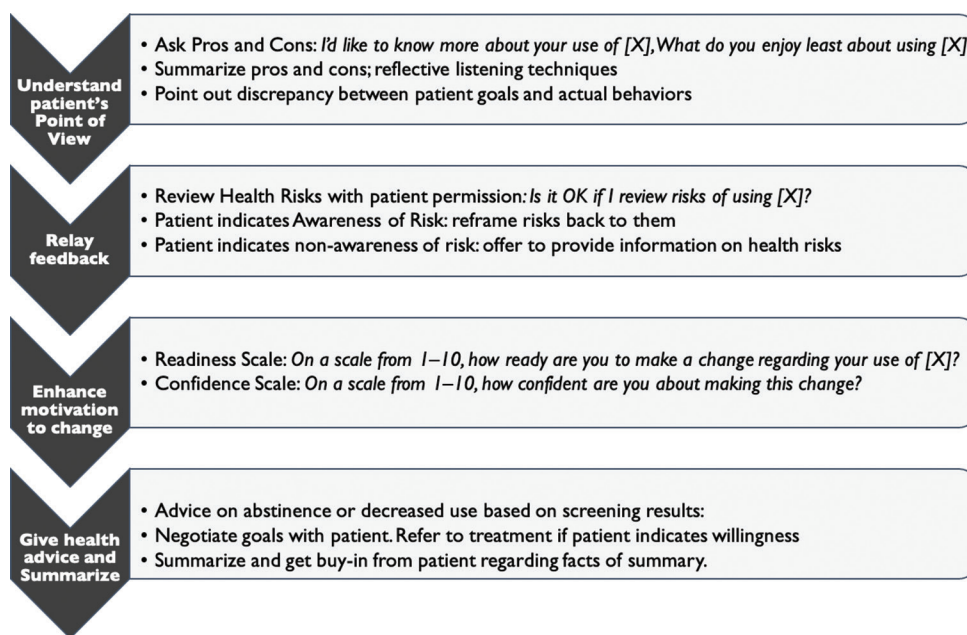 Understand
patient's
Point of
View
• Ask Pros and Cons: I'd like to know more about your use of [X], What do you enjoy least about using [X]
• Summarize pros and cons; reflective listening techniques
• Point out discrepancy between patient goals and actual behaviors
Relay
feedback
• Review Health Risks with patient permission: Is it OK if I review risks of using [X]?
• Patient indicates Awareness of Risk: reframe risks back to them
• Patient indicates non-awareness of risk: offer to provide information on health risks
Enhance
motivation
to change
• Readiness Scale: On a scale from 1–10, how ready are you to make a change regarding your use of [X]?
• Confidence Scale: On a scale from 1–10, how confident are you about making this change?
Give health
advice and
Summarize
• Advice on abstinence or decreased use based on screening results:
• Negotiate goals with patient. Refer to treatment if patient indicates willingness
• Summarize and get buy-in from patient regarding facts of summary.